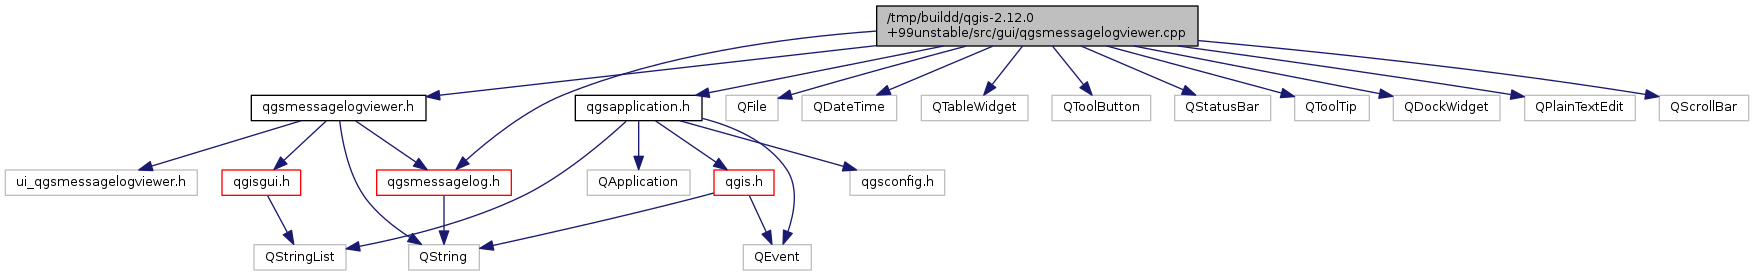 /tmp/buildd/qgis-2.12.0
+99unstable/src/gui/qgsmessagelogviewer.cpp
qgsmessagelogviewer.h
qgsapplication.h
QFile
QDateTime
QTableWidget
QToolButton
QStatusBar
QToolTip
QDockWidget
QPlainTextEdit
QScrollBar
ui_qgsmessagelogviewer.h
qgisgui.h
qgsmessagelog.h
QApplication
qgis.h
qgsconfig.h
QStringList
QString
QEvent